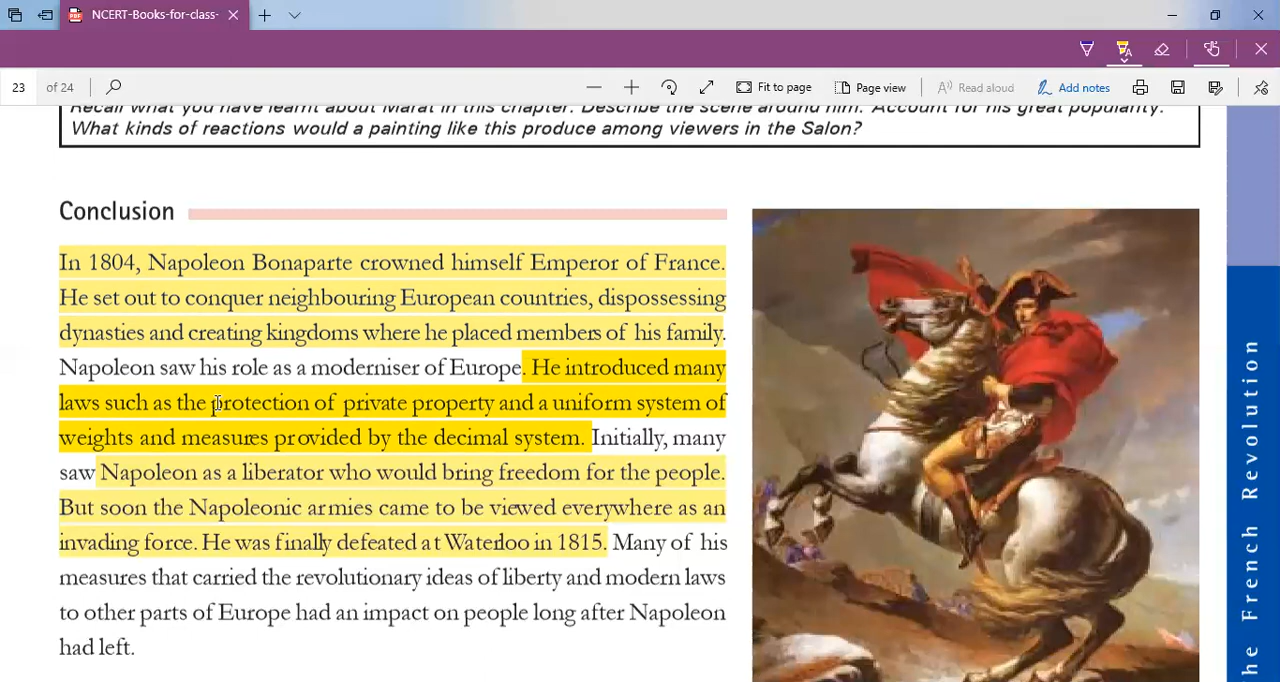 NCERT-Books-for-class-
23 of 24
Fit to page
Page view
Read aloud
Add notes
Recall what you have learnt about Marat in this chapter. Describe the scene around him. Account for his great popularity.
What kinds of reactions would a painting like this produce among viewers in the Salon?
Conclusion
In 1804, Napoleon Bonaparte crowned himself Emperor of France.
He set out to conquer neighbouring European countries, dispossessing
dynasties and creating kingdoms where he placed members of his family.
Napoleon saw his role as a moderniser of Europe. He introduced many
laws such as the protection of private property and a uniform system of
weights and measures provided by the decimal system. Initially, many
saw Napoleon as a liberator who would bring freedom for the people.
But soon the Napoleonic armies came to be viewed everywhere as an
invading force. He was finally defeated at Waterloo in 1815. Many of his
measures that carried the revolutionary ideas of liberty and modern laws
to other parts of Europe had an impact on people long after Napoleon
had left.
he French Revolution